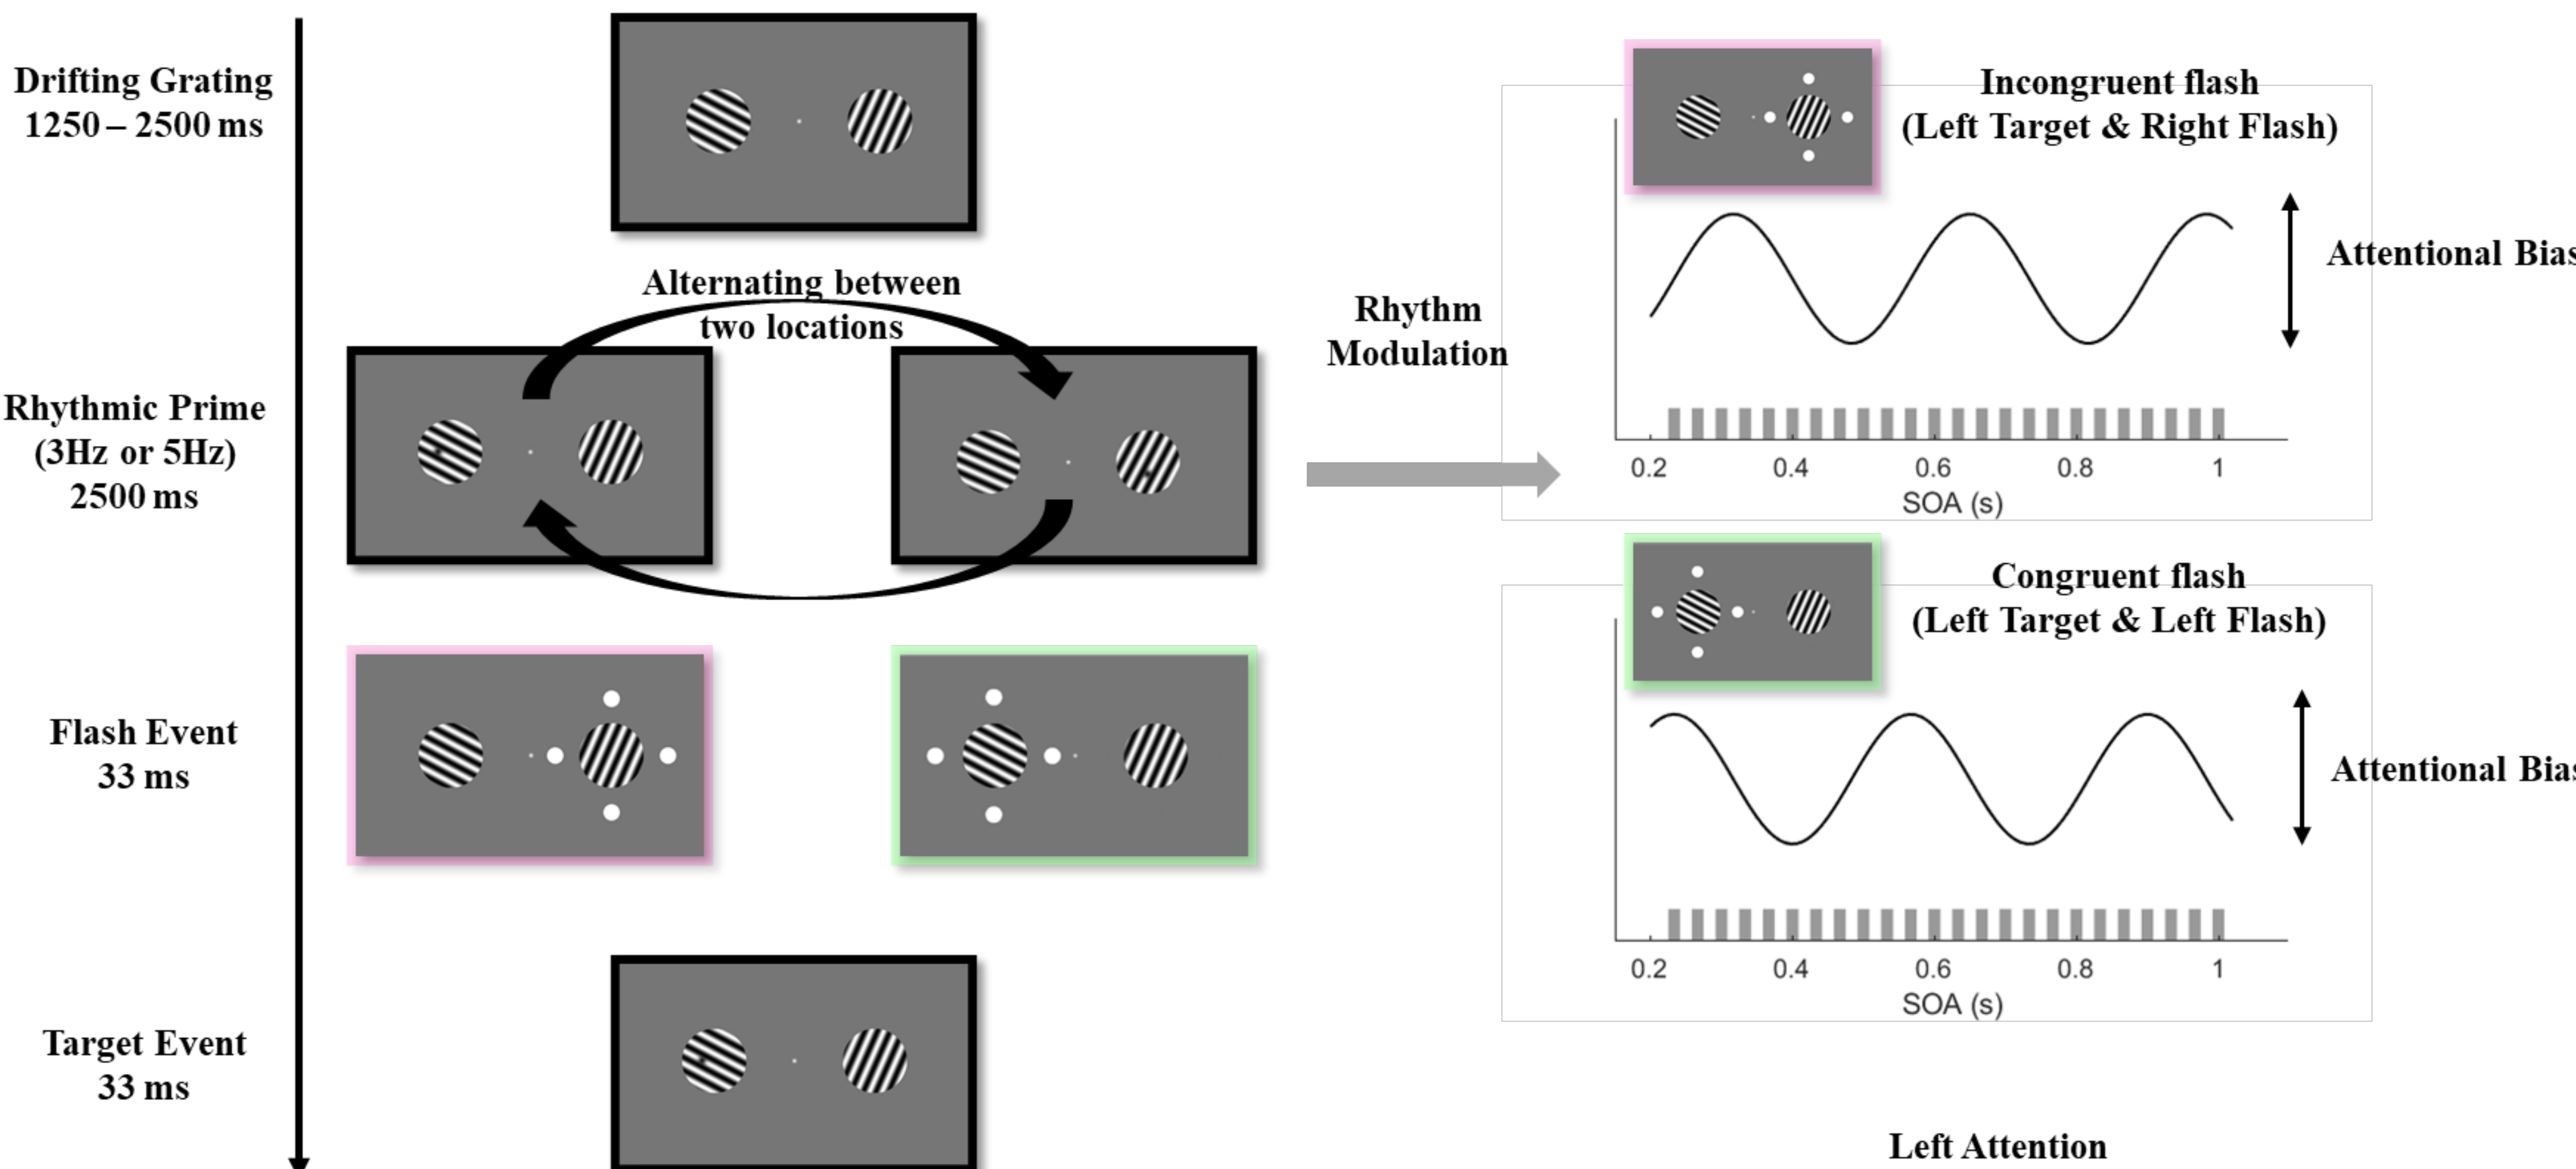 Drifting Grating
1250 – 2500 ms
Alternating between
two locations
Rhythmic Prime
(3Hz or 5Hz)
2500 ms
Flash Event
33 ms
Target Event
33 ms
Rhythm
Modulation
Incongruent flash
(Left Target & Right Flash)
Attentional Bias
0.2 0.4 0.6 0.8 1
SOA (s)
Congruent flash
(Left Target & Left Flash)
Attentional Bias
0.2 0.4 0.6 0.8 1
SOA (s)
Left Attention